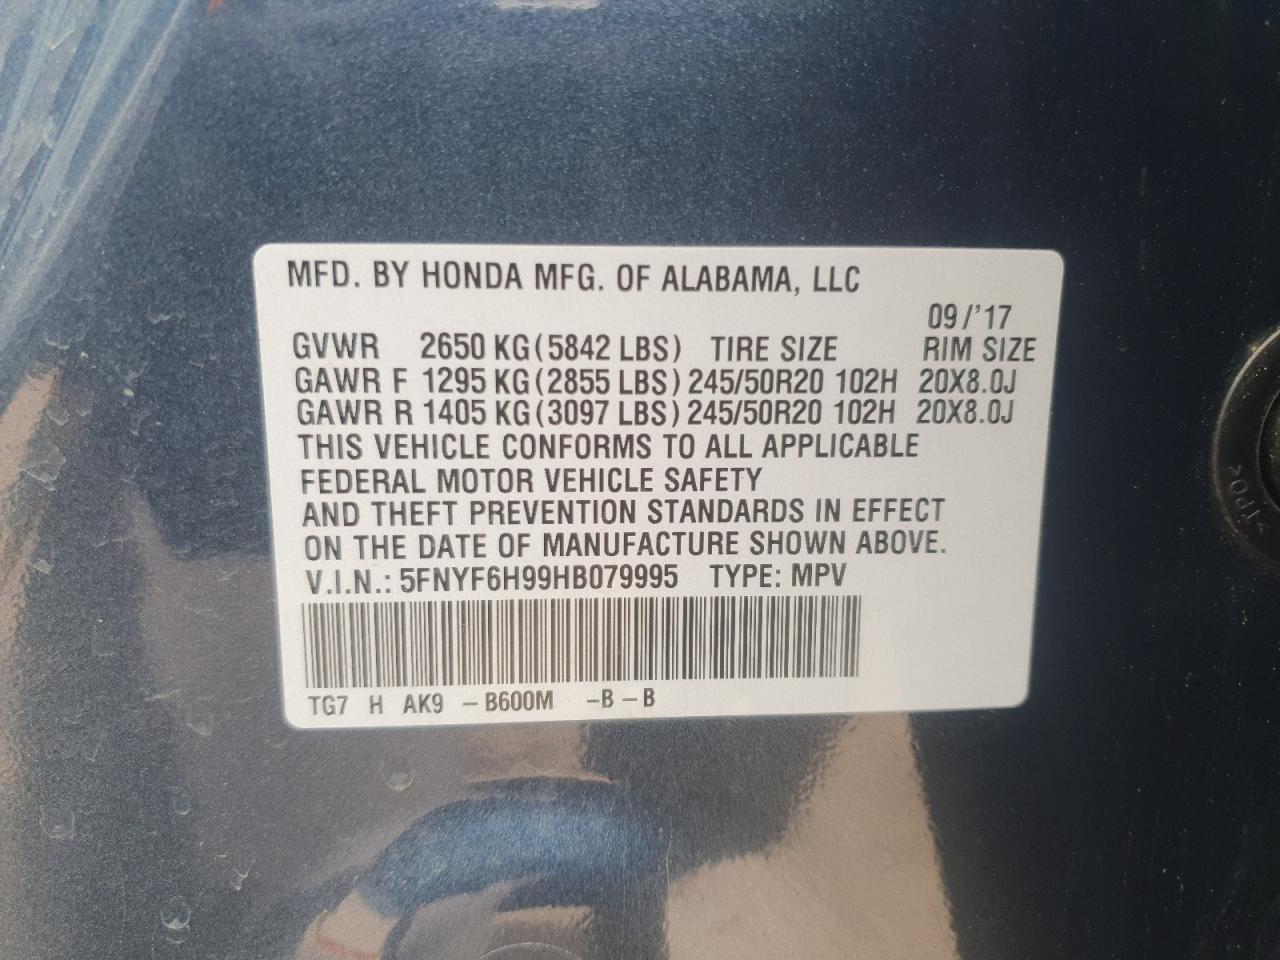 MFD. BY HONDA MFG. OF ALABAMA, LLC
09/'17
GVWR 2650 KG(5842 LBS) TIRE SIZE RIM SIZE
GAWR F 1295 KG(2855 LBS) 245/50R20 102H 20X8.0J
GAWR R 1405 KG(3097 LBS) 245/50R20 102H 20X8.0J
THIS VEHICLE CONFORMS TO ALL APPLICABLE
FEDERAL MOTOR VEHICLE SAFETY
AND THEFT PREVENTION STANDARDS IN EFFECT
ON THE DATE OF MANUFACTURE SHOWN ABOVE.
V.I.N.: 5FNYF6H99HB079995 TYPE: MPV
TG7 H AK9 -B600M -B-B
>TPO<